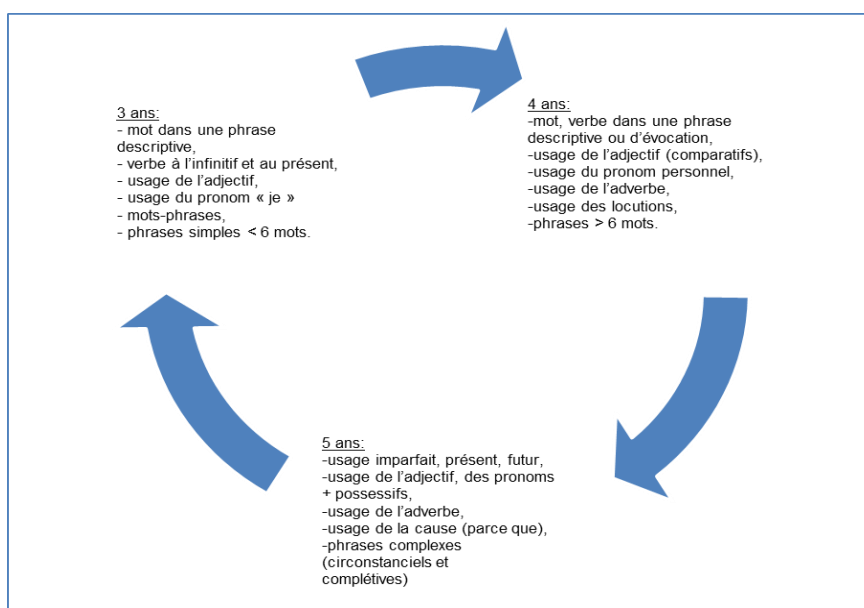 3 ans:
- mot dans une phrase
descriptive,
- verbe à l’infinitif et au présent,
- usage de l’adjectif,
- usage du pronom « je »
- mots-phrases,
- phrases simples < 6 mots.
4 ans:
-mot, verbe dans une phrase
descriptive ou d’évocation,
-usage de l’adjectif (comparatifs),
-usage du pronom personnel,
-usage de l’adverbe,
-usage des locutions,
-phrases > 6 mots.
5 ans:
-usage imparfait, présent, futur,
-usage de l’adjectif, des pronoms
+ possessifs,
-usage de l’adverbe,
-usage de la cause (parce que),
-phrases complexes
(circonstanciels et
complétives)